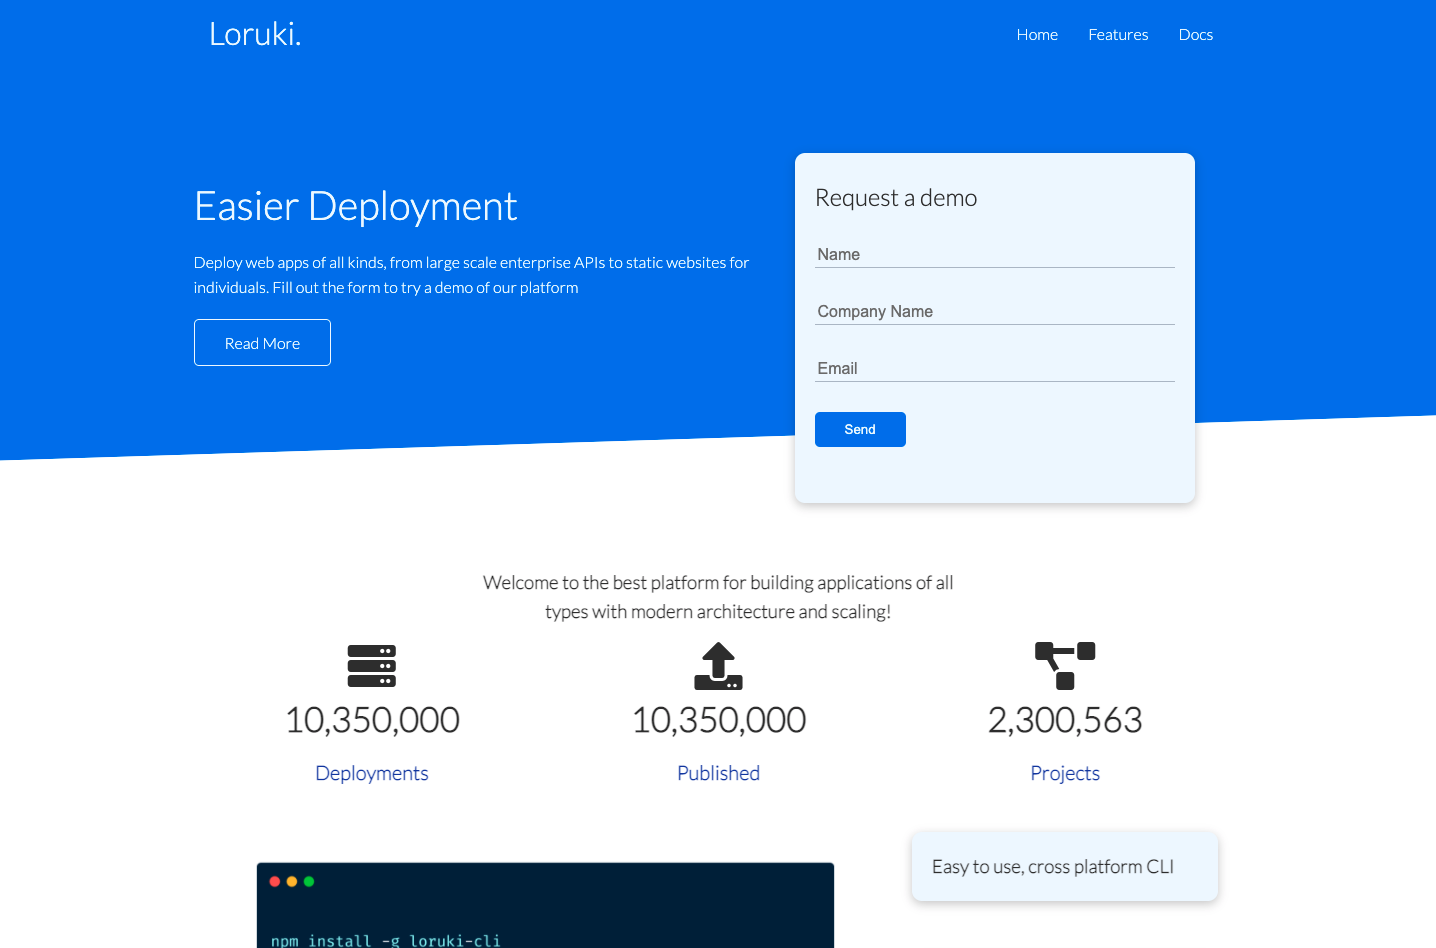 Loruki.
Home
Features
Docs
Easier Deployment
Deploy web apps of all kinds, from large scale enterprise APIs to static websites for
individuals. Fill out the form to try a demo of our platform
Read More
Request a demo
Name
Company Name
Email
Send
Welcome to the best platform for building applications of all
types with modern architecture and scaling!
10,350,000
Deployments
10,350,000
Published
2,300,563
Projects
npm install -g loruki-cli
Easy to use, cross platform CLI